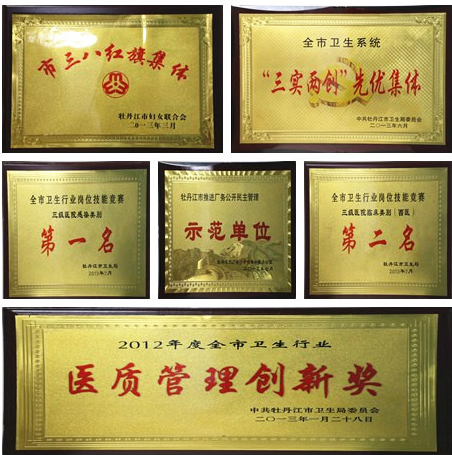 市三八红旗集体
牡丹江市妇女联合会
二〇一三年三月
全市卫生系统
“三实两创”先优集体
中共牡丹江市卫生局委员会
二〇一三年六月
全市卫生行业岗位技能竞赛
三级医院感染类别
第一名
牡丹江市卫生局
牡丹江市推进厂务公开民主管理
示范单位
全市卫生行业岗位技能竞赛
三级医院临床类别（西医）
第二名
牡丹江市卫生局
2012年度全市卫生行业
医质管理创新奖
中共牡丹江市卫生局委员会
二〇一三年一月二十八日